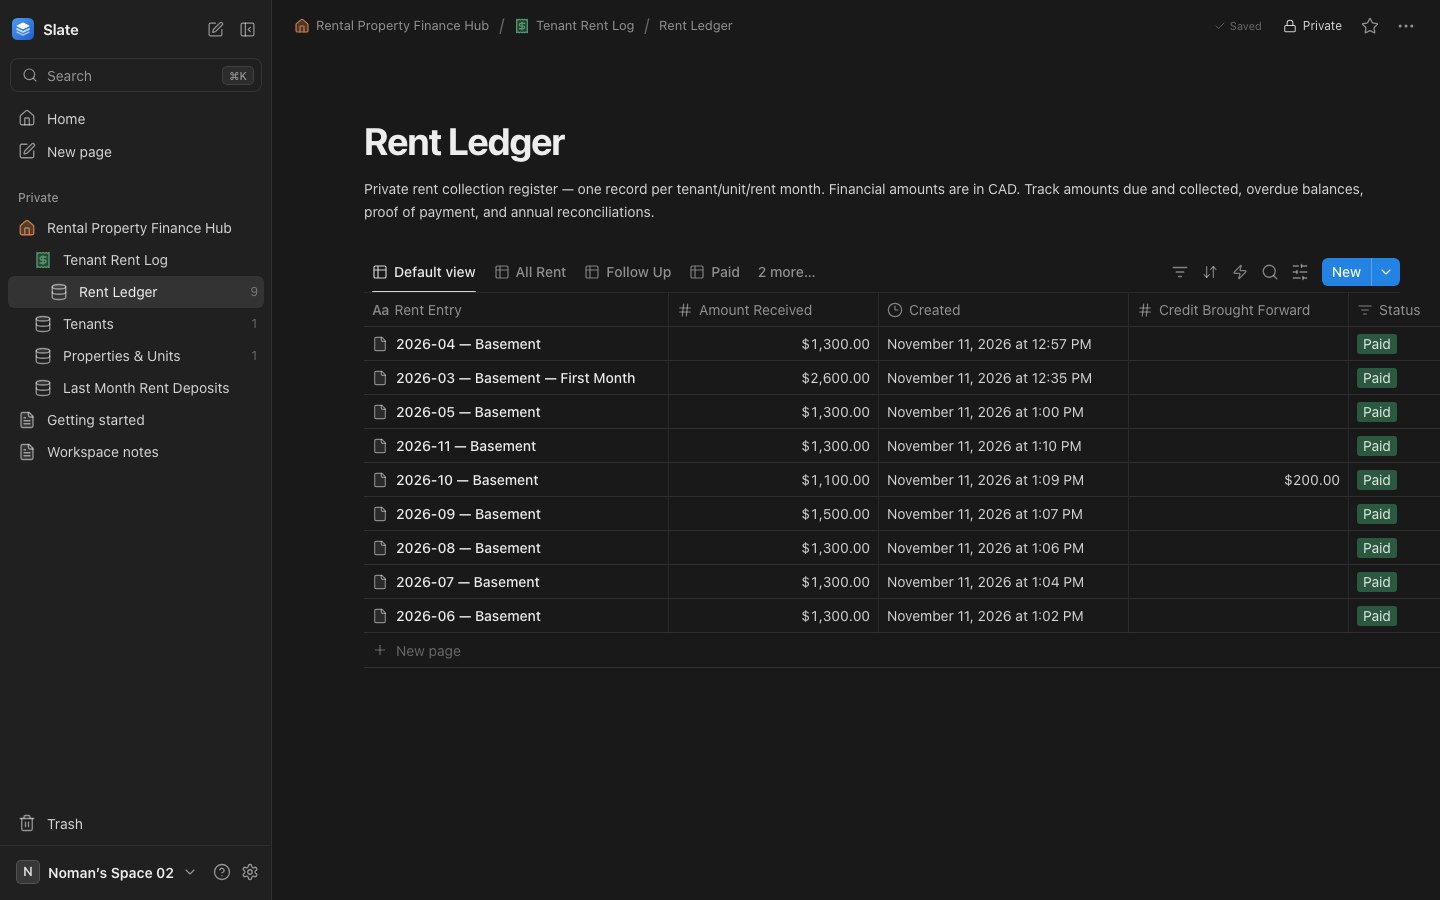 Slate
Search
⌘K
Home
New page
Private
Rental Property Finance Hub
Tenant Rent Log
Rent Ledger 9
Tenants 1
Properties & Units 1
Last Month Rent Deposits
Getting started
Workspace notes
Trash
N Noman's Space 02
Rental Property Finance Hub / Tenant Rent Log / Rent Ledger
Saved
Private
Rent Ledger
Private rent collection register — one record per tenant/unit/rent month. Financial amounts are in CAD. Track amounts due and collected, overdue balances,
proof of payment, and annual reconciliations.
Default view All Rent Follow Up Paid 2 more...
New
Aa Rent Entry # Amount Received Created # Credit Brought Forward Status
2026-04 — Basement $1,300.00 November 11, 2026 at 12:57 PM Paid
2026-03 — Basement — First Month $2,600.00 November 11, 2026 at 12:35 PM Paid
2026-05 — Basement $1,300.00 November 11, 2026 at 1:00 PM Paid
2026-11 — Basement $1,300.00 November 11, 2026 at 1:10 PM Paid
2026-10 — Basement $1,100.00 November 11, 2026 at 1:09 PM $200.00 Paid
2026-09 — Basement $1,500.00 November 11, 2026 at 1:07 PM Paid
2026-08 — Basement $1,300.00 November 11, 2026 at 1:06 PM Paid
2026-07 — Basement $1,300.00 November 11, 2026 at 1:04 PM Paid
2026-06 — Basement $1,300.00 November 11, 2026 at 1:02 PM Paid
New page